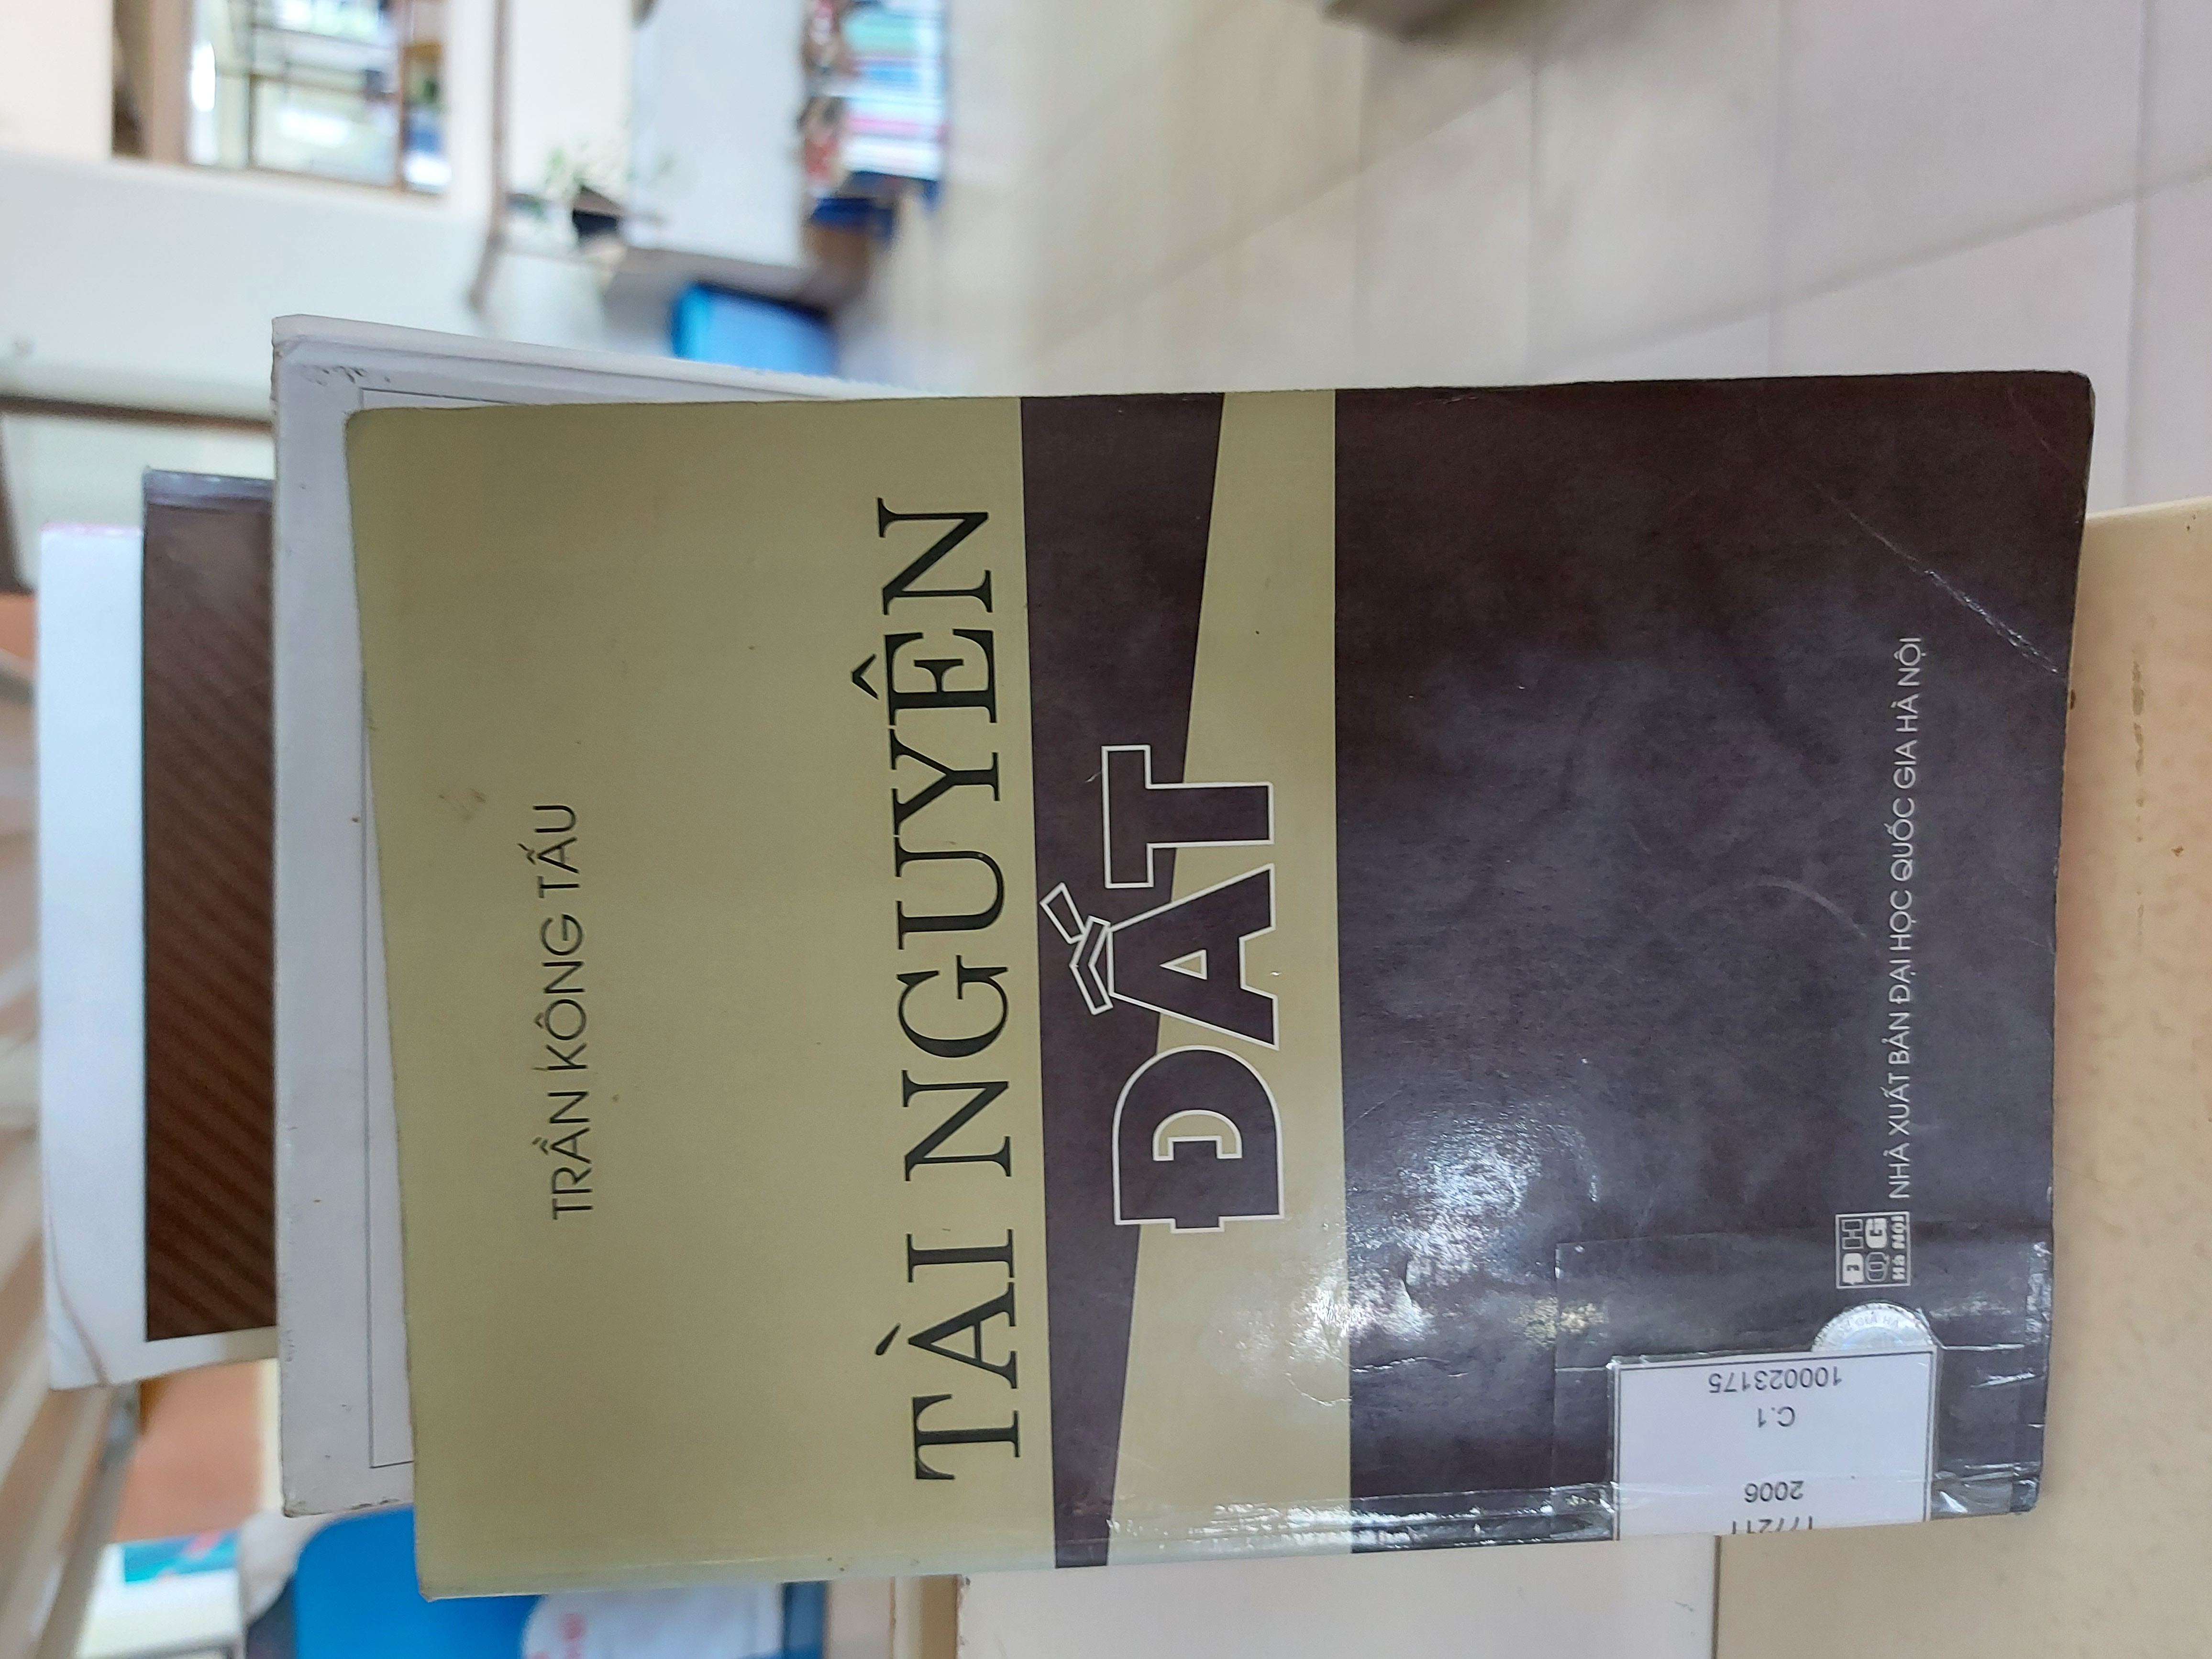 TRẦN KÔNG TẤU
TÀI NGUYÊN
ĐẤT
2006
C.1
100023175
ĐH
QG
Hà Nội
NHÀ XUẤT BẢN ĐẠI HỌC QUỐC GIA HÀ NỘI